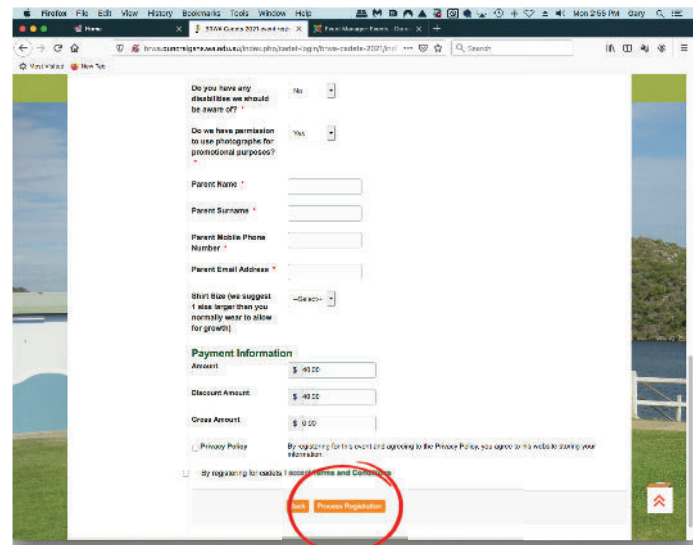 Firefox File Edit View History Bookmarks Tools Window Help Mon 2:55 PM Gary
Home
Most Visited New Tab
Do you have any
disabilities we should
be aware of? *
No
Do we have permission
to use photographs for
promotional purposes?
*
Yes
Parent Name *
Parent Surname *
Parent Mobile Phone
Number *
Parent Email Address *
Shirt Size (we suggest
1 size larger than you
normally wear to allow
for growth)
--Select--
Payment Information
Amount
$ 40.00
Discount Amount
$ 40.00
Gross Amount
$ 0.00
Privacy Policy
By registering for this event and agreeing to the Privacy Policy, you agree to this website storing your
information
By registering for cadets I accept Terms and Conditions
Back Process Registration